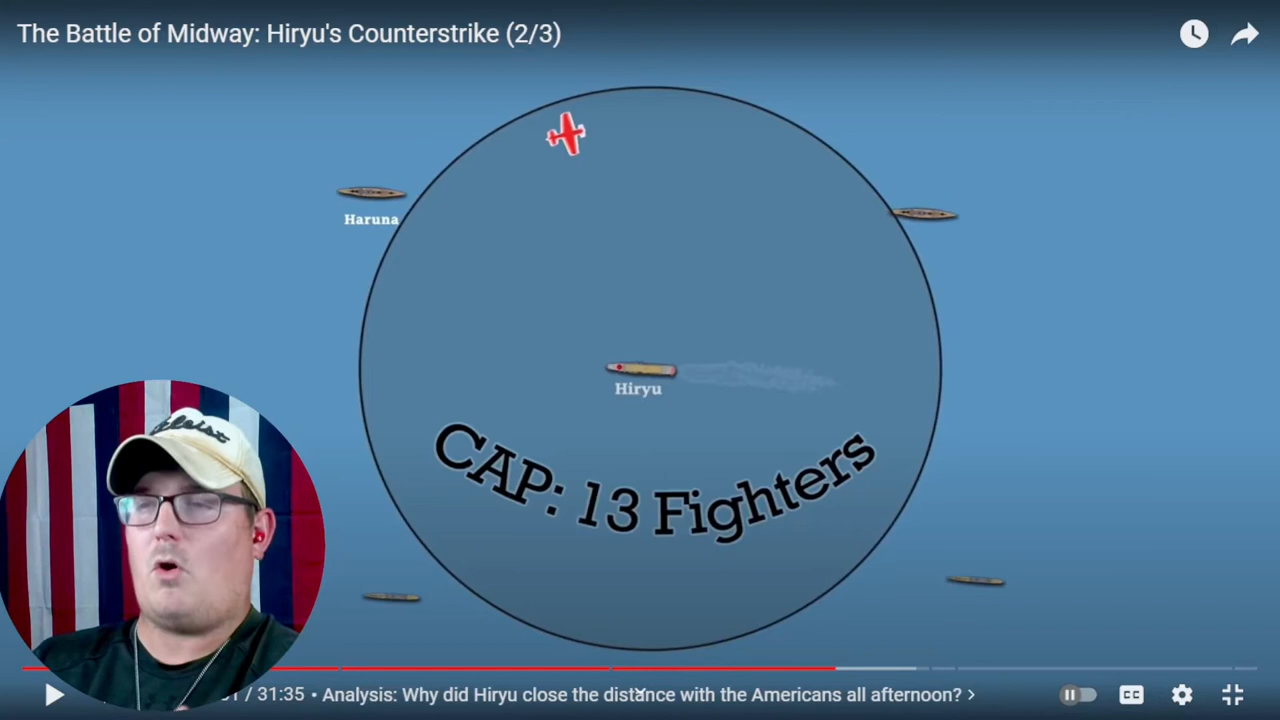 The Battle of Midway: Hiryu's Counterstrike (2/3)
Haruna
Hiryu
CAP: 13 Fighters
/ 31:35 • Analysis: Why did Hiryu close the distance with the Americans all afternoon? >
CC